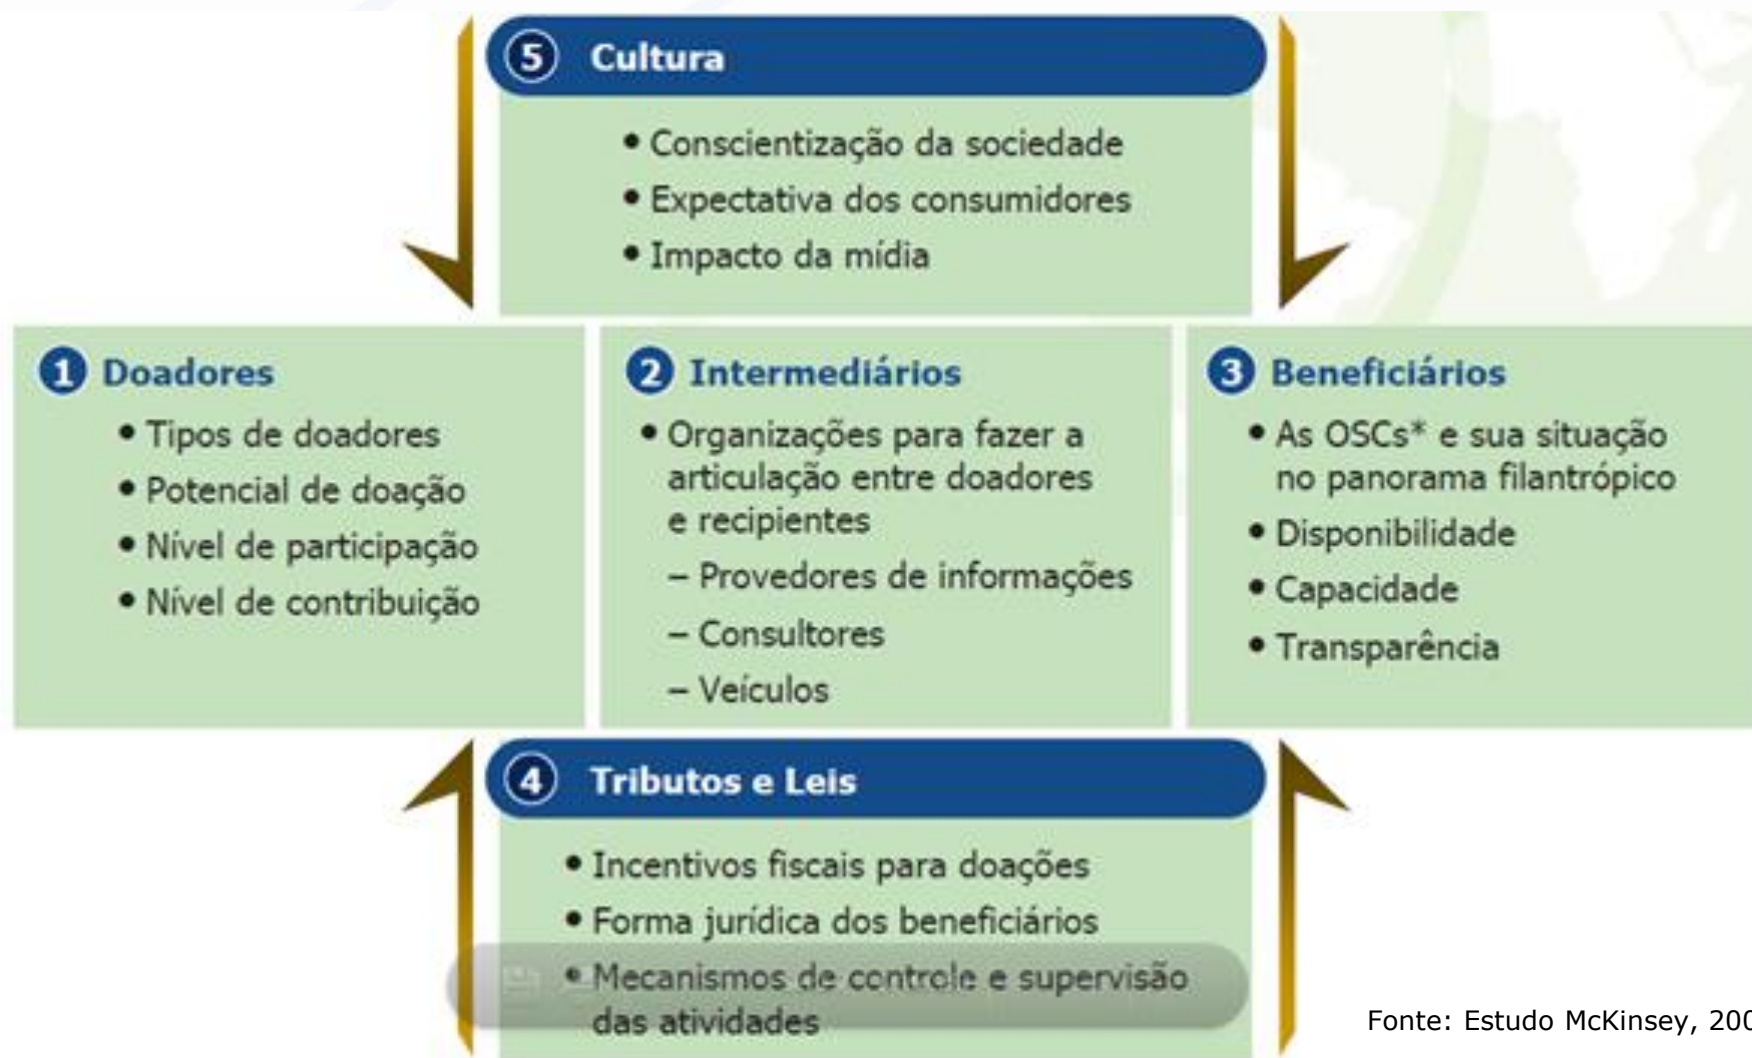 5 Cultura
• Conscientização da sociedade
• Expectativa dos consumidores
• Impacto da mídia
1 Doadores
• Tipos de doadores
• Potencial de doação
• Nível de participação
• Nível de contribuição
2 Intermediários
• Organizações para fazer a
articulação entre doadores
e recipientes
– Provedores de informações
– Consultores
– Veículos
3 Beneficiários
• As OSCs* e sua situação
no panorama filantrópico
• Disponibilidade
• Capacidade
• Transparência
4 Tributos e Leis
• Incentivos fiscais para doações
• Forma jurídica dos beneficiários
• Mecanismos de controle e supervisão
das atividades
Fonte: Estudo McKinsey, 200